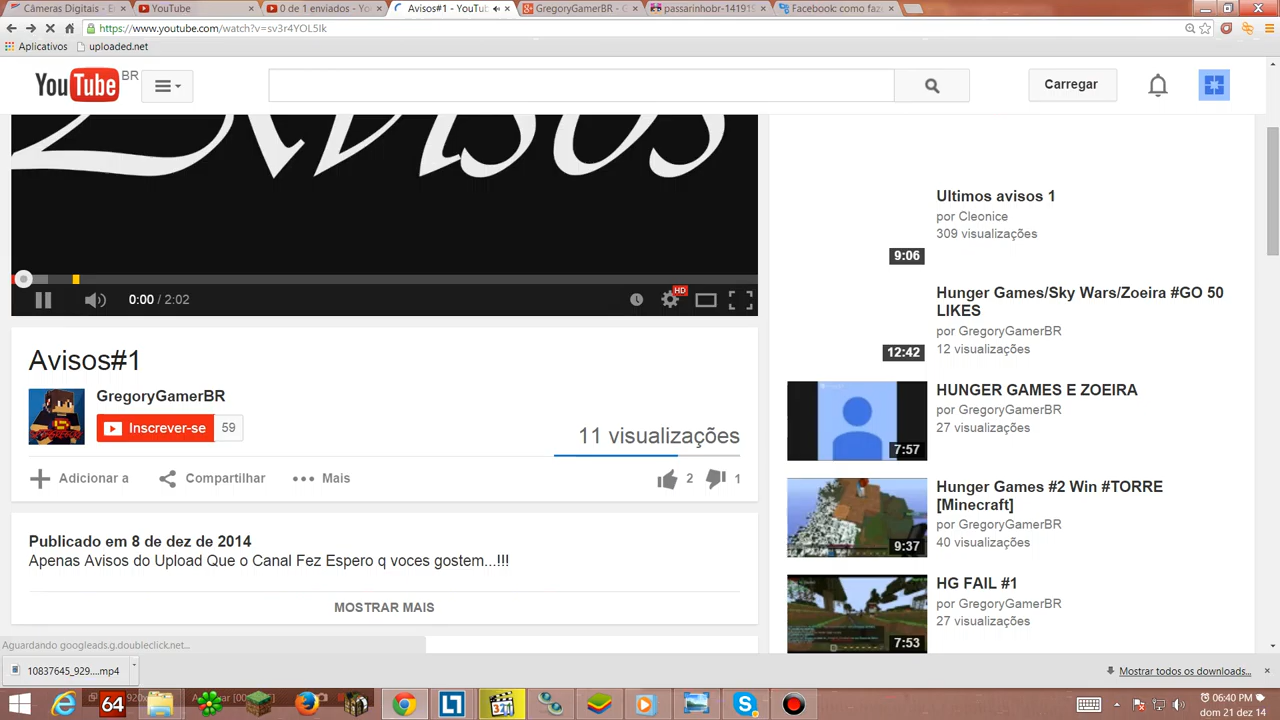 Câmeras Digitais - E
YouTube
0 de 1 enviados - YouT
Avisos#1 - YouTu
GregoryGamerBR - G
passarinhobr-141919
Facebook: como faz
https://www.youtube.com/watch?v=sv3r4YOL5Ik
Aplicativos
uploaded.net
YouTube BR
Carregar
Avisos
0:00 / 2:02
HD
Avisos#1
GregoryGamerBR
Inscrever-se 59
11 visualizações
Adicionar a
Compartilhar
Mais
2
1
Publicado em 8 de dez de 2014
Apenas Avisos do Upload Que o Canal Fez Espero q voces gostem...!!!
MOSTRAR MAIS
Ultimos avisos 1
por Cleonice
309 visualizações
9:06
Hunger Games/Sky Wars/Zoeira #GO 50
LIKES
por GregoryGamerBR
12 visualizações
12:42
HUNGER GAMES E ZOEIRA
por GregoryGamerBR
27 visualizações
7:57
Hunger Games #2 Win #TORRE
[Minecraft]
por GregoryGamerBR
40 visualizações
9:37
HG FAIL #1
por GregoryGamerBR
27 visualizações
7:53
Aguardando googleads.g.doubleclick.net...
10837645_929....mp4
Mostrar todos os downloads...
64
321
06:40 PM
dom 21 dez 14